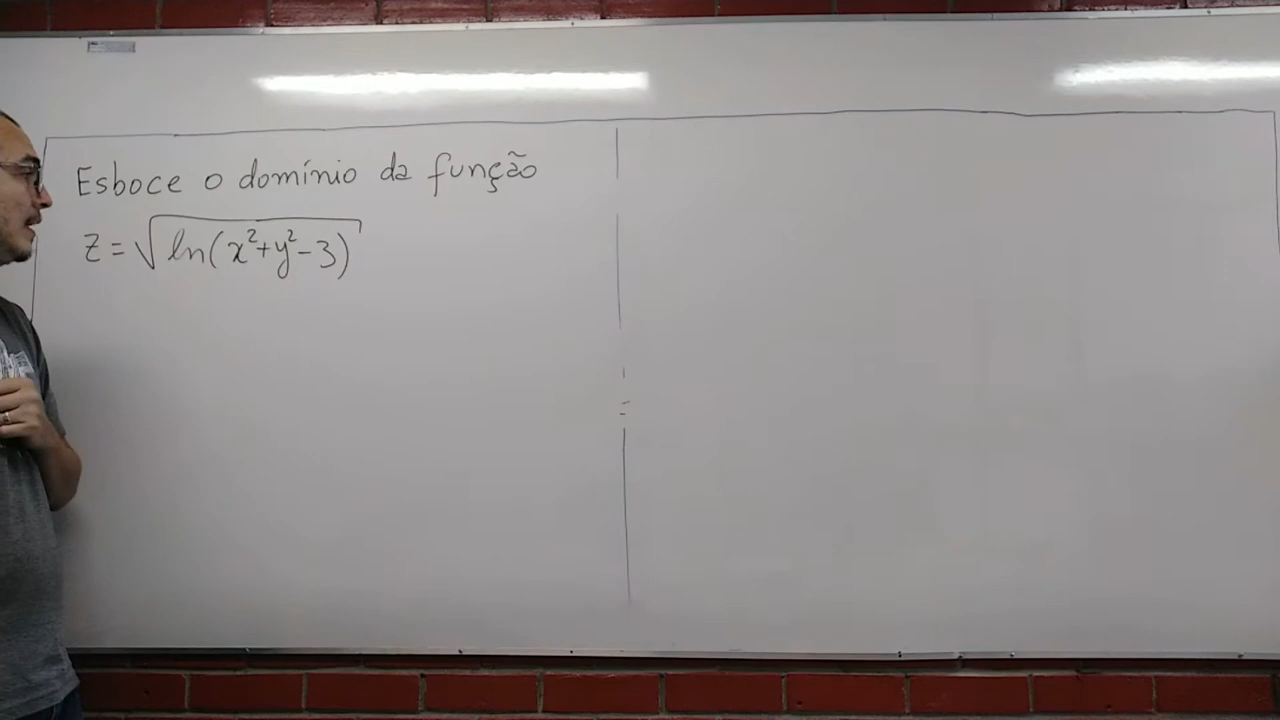 Esboce o domínio da função
z = √ln(x²+y²-3)